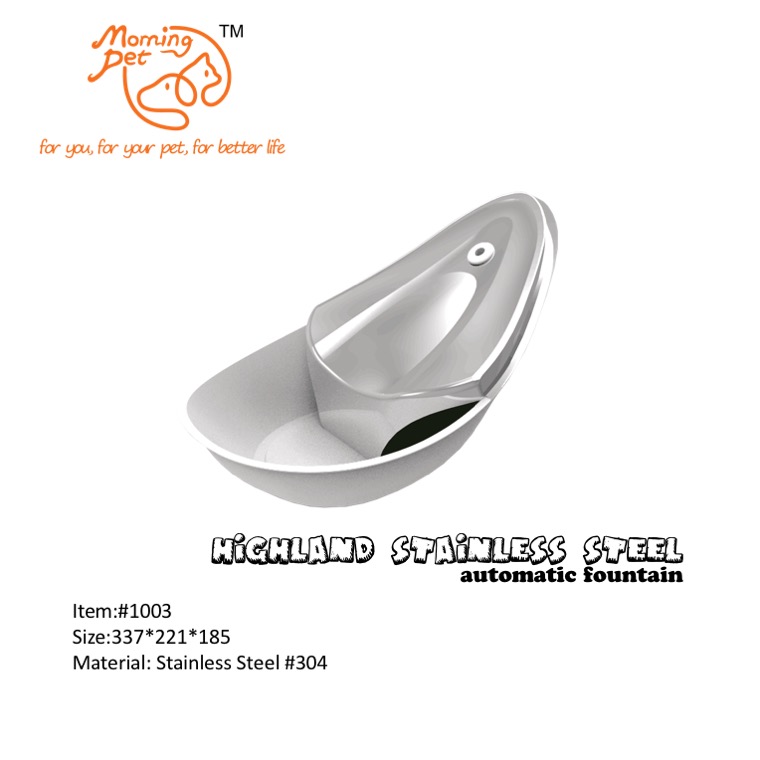 Morning
Pet
TM
for you, for your pet, for better life
HiGHLAND STAiNLESS STEEL
automatic fountain
Item:#1003
Size:337*221*185
Material: Stainless Steel #304